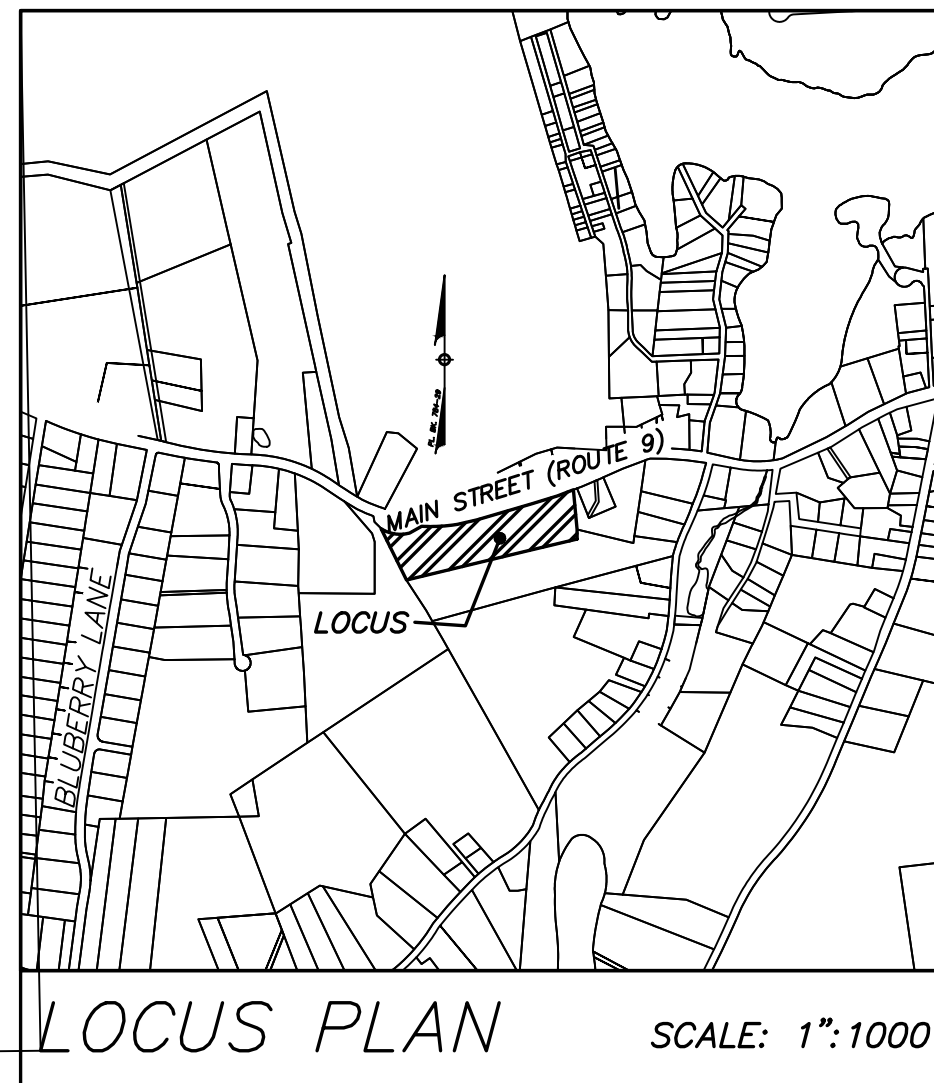 MAIN STREET (ROUTE 9)
LOCUS
BLUBERRY LANE
LOCUS PLAN
SCALE: 1":1000